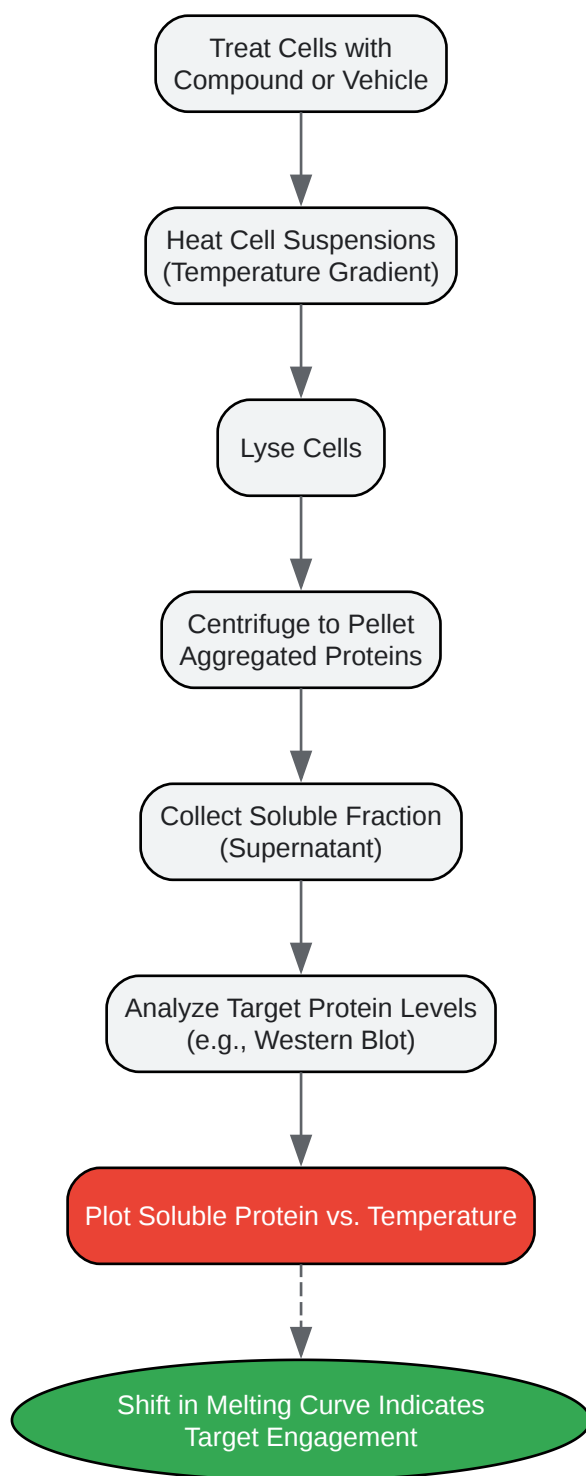 Treat Cells with
Compound or Vehicle
Heat Cell Suspensions
(Temperature Gradient)
Lyse Cells
Centrifuge to Pellet
Aggregated Proteins
Collect Soluble Fraction
(Supernatant)
Analyze Target Protein Levels
(e.g., Western Blot)
Plot Soluble Protein vs. Temperature
Shift in Melting Curve Indicates
Target Engagement